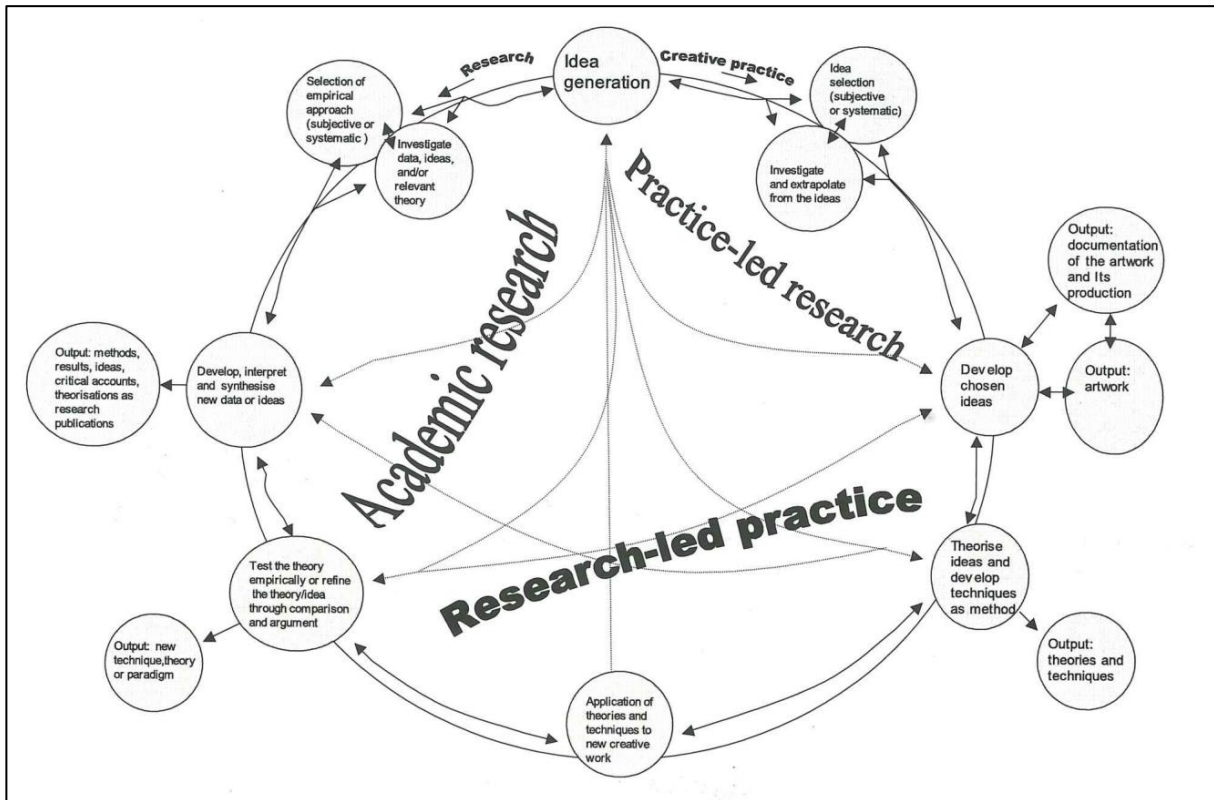 Research
Idea
generation
Creative practice
Selection of
empirical
approach
(subjective or
systematic )
Investigate
data, ideas,
and/or
relevant
theory
Idea
selection
(subjective
or systematic)
Investigate
and extrapolate
from the ideas
Academic research
Practice-led research
Research-led practice
Output:
documentation
of the artwork
and Its
production
Output:
artwork
Develop
chosen
ideas
Output: methods,
results, ideas,
critical accounts,
theorisations as
research
publications
Develop, interpret
and synthesise
new data or ideas
Test the theory
empirically or refine
the theory/idea
through comparison
and argument
Output: new
technique,theory
or paradigm
Application of
theories and
techniques to
new creative
work
Theorise
ideas and
develop
techniques
as method
Output:
theories and
techniques